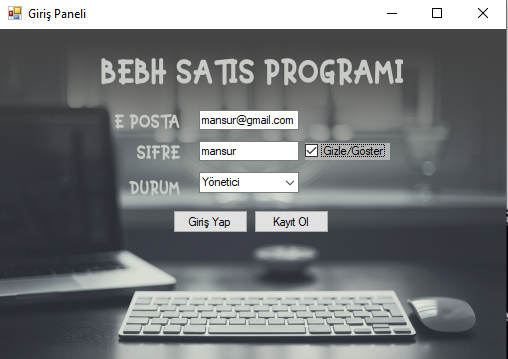 Giriş Paneli
BEBH SATIS PROGRAMI
E POSTA mansur@gmail.com
SIFRE mansur Gizle/Göster
DURUM Yönetici
Giriş Yap Kayıt Ol